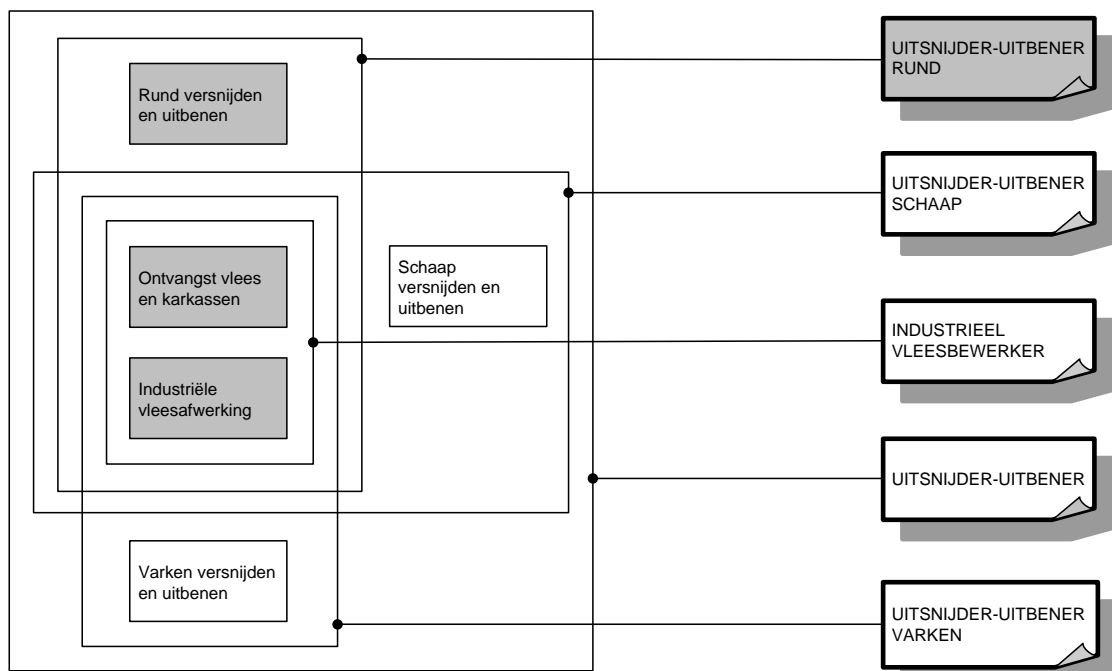 Rund versnijden
en uitbenen
Ontvangst vlees
en karkassen
Industriële
vleesafwerking
Schaap
versnijden en
uitbenen
Varken versnijden
en uitbenen
UITSNIJDER-UITBENER
RUND
UITSNIJDER-UITBENER
SCHAAP
INDUSTRIEEL
VLEESBEWERKER
UITSNIJDER-UITBENER
UITSNIJDER-UITBENER
VARKEN